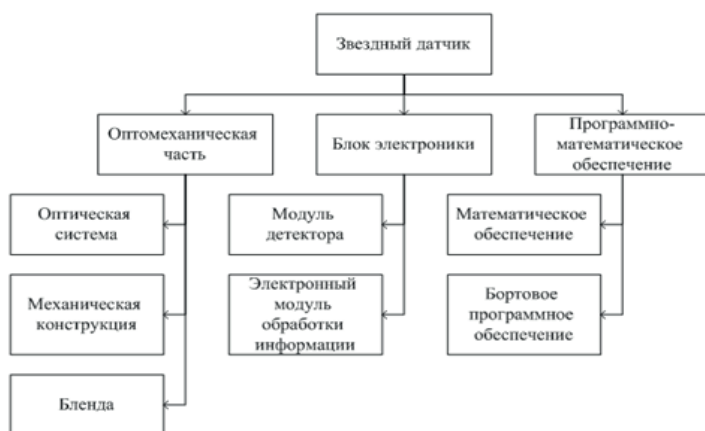 Звездный датчик
Оптомеханическая
часть
Блок электроники
Программно-
математическое
обеспечение
Оптическая
система
Модуль
детектора
Математическое
обеспечение
Механическая
конструкция
Электронный
модуль
обработки
информации
Бортовое
программное
обеспечение
Бленда